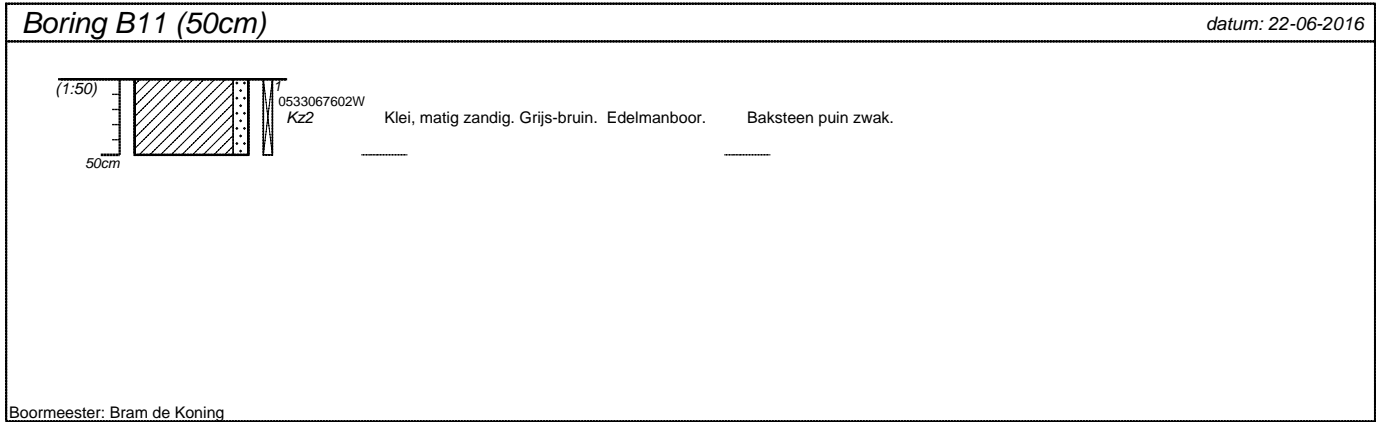 Boring B11 (50cm) datum: 22-06-2016
(1:50) 1
0533067602W
Kz2 Klei, matig zandig. Grijs-bruin. Edelmanboor. Baksteen puin zwak.
50cm
Boormeester: Bram de Koning